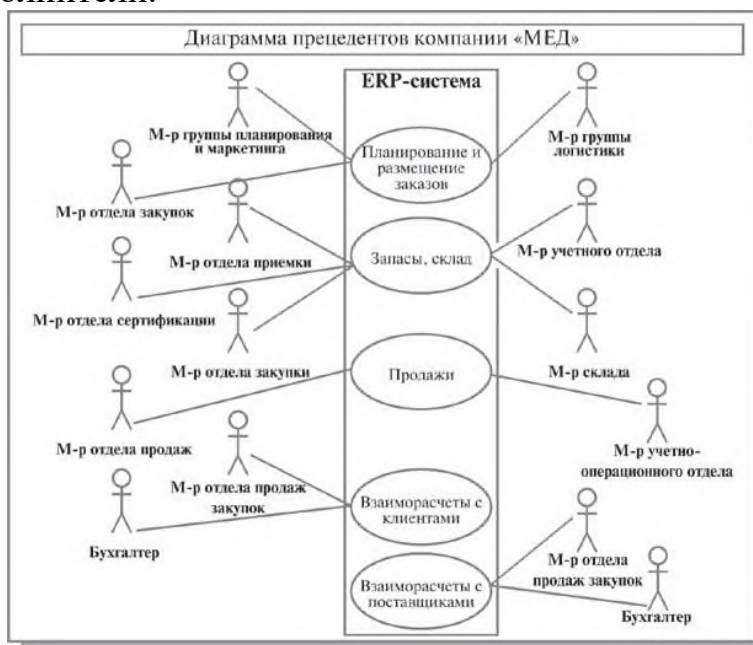 Диаграмма прецедентов компании «МЕД»
ERP-система
М-р группы планирования
и маркетинга
М-р группы
логистики
Планирование и
размещение
заказов
М-р отдела закупок
М-р отдела приемки
Запасы, склад
М-р учетного отдела
М-р отдела сертификации
М-р отдела закупки
Продажи
М-р склада
М-р отдела продаж
М-р учетно-
операционного отдела
М-р отдела продаж
закупок
Взаиморасчеты с
клиентами
Бухгалтер
М-р отдела
продаж закупок
Взаиморасчеты с
поставщиками
Бухгалтер